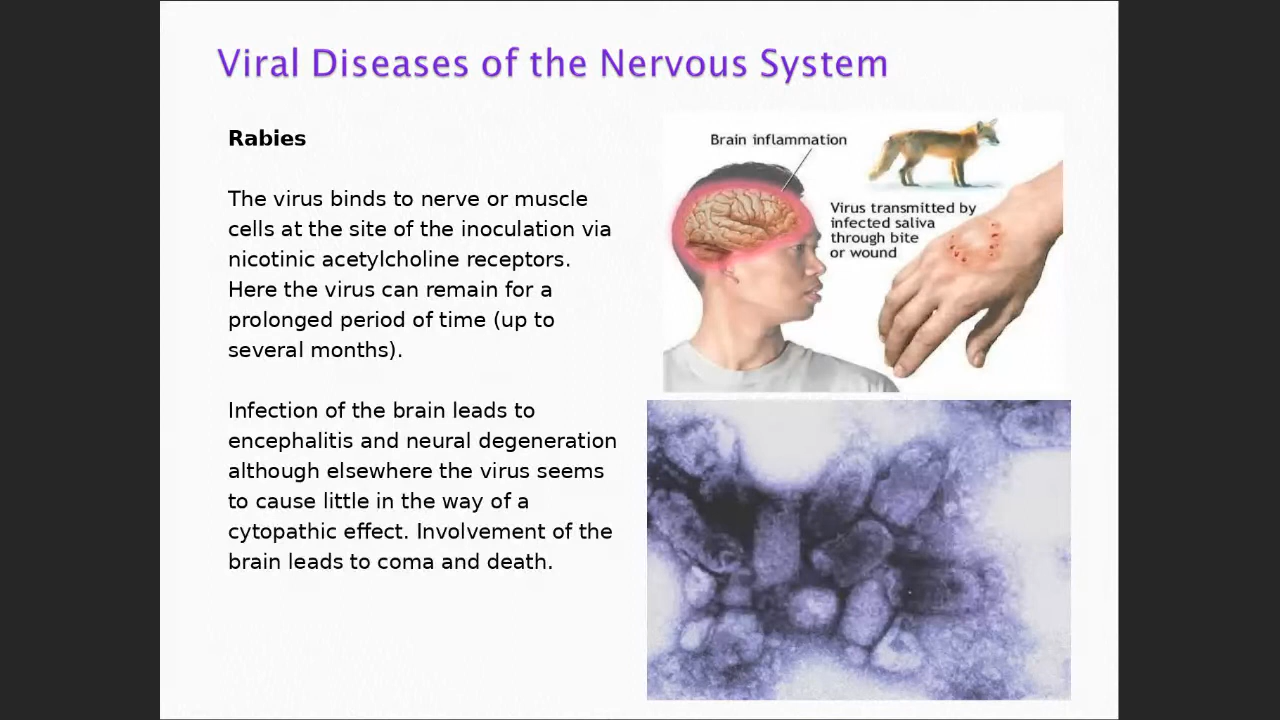 Viral Diseases of the Nervous System
Rabies
The virus binds to nerve or muscle
cells at the site of the inoculation via
nicotinic acetylcholine receptors.
Here the virus can remain for a
prolonged period of time (up to
several months).
Infection of the brain leads to
encephalitis and neural degeneration
although elsewhere the virus seems
to cause little in the way of a
cytopathic effect. Involvement of the
brain leads to coma and death.
Brain inflammation
Virus transmitted by
infected saliva
through bite
or wound